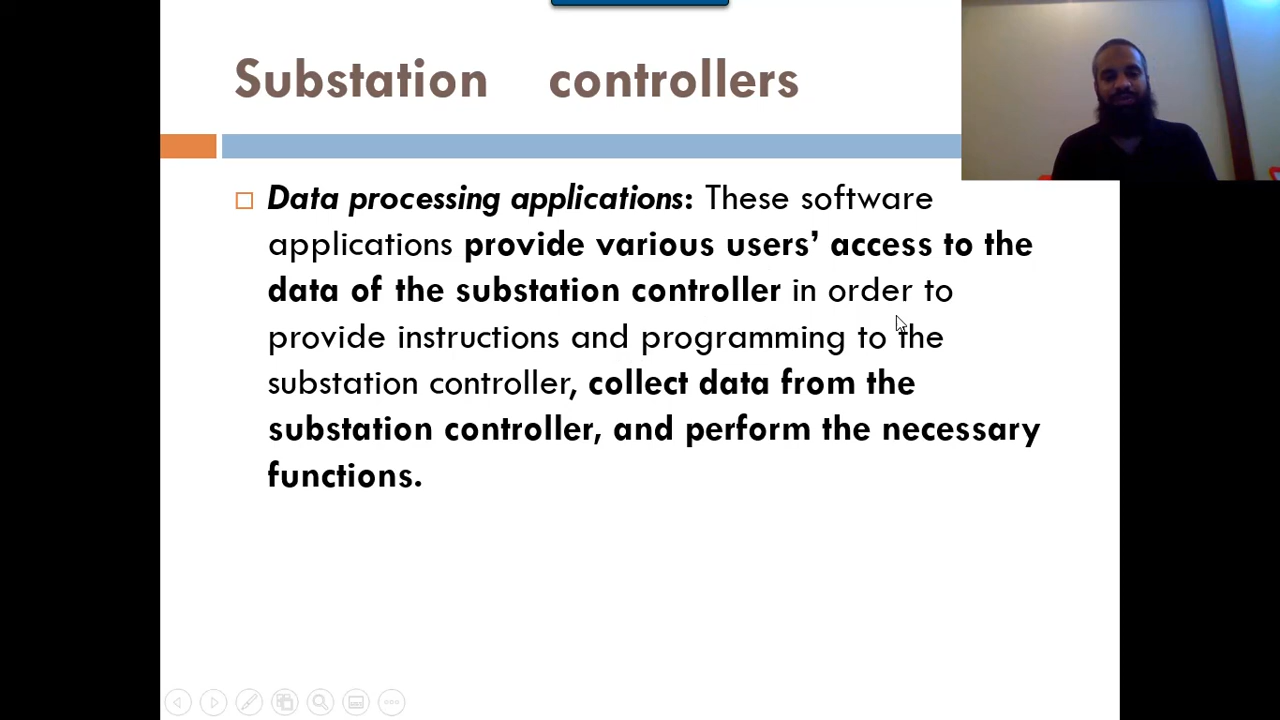 Substation controllers
Data processing applications: These software
applications provide various users’ access to the
data of the substation controller in order to
provide instructions and programming to the
substation controller, collect data from the
substation controller, and perform the necessary
functions.